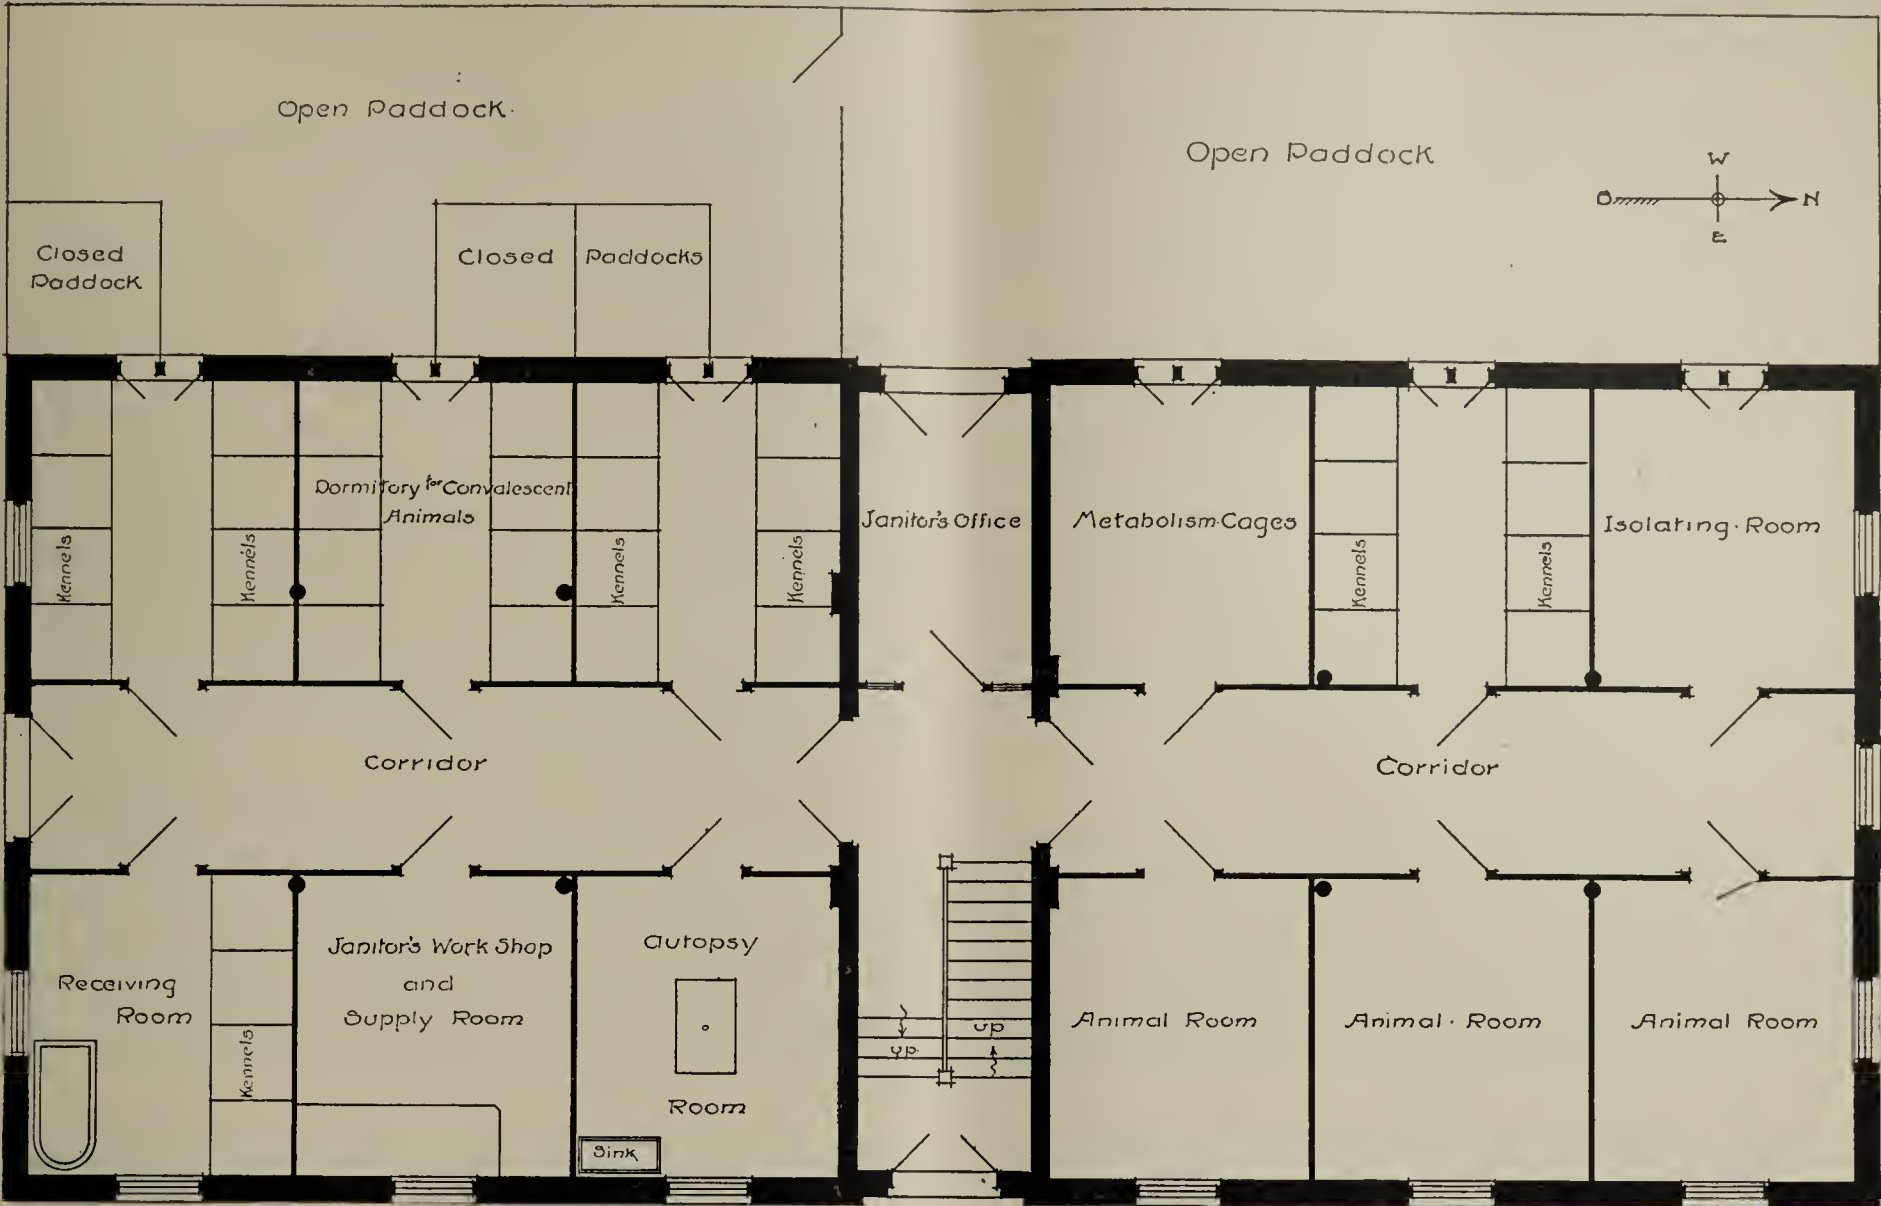 Open Paddock.
Open Paddock
W
S N
E
Closed
Paddock
Closed Paddocks
Dormitory for Convalescent
Animals
Kennels
Kennels
Kennels
Kennels
Janitor's Office
Metabolism·Cages
Kennels
Kennels
Isolating·Room
Corridor
Corridor
Receiving
Room
Kennels
Janitor's Work Shop
and
Supply Room
Autopsy
Room
Sink
up
up
Animal Room
Animal·Room
Animal Room